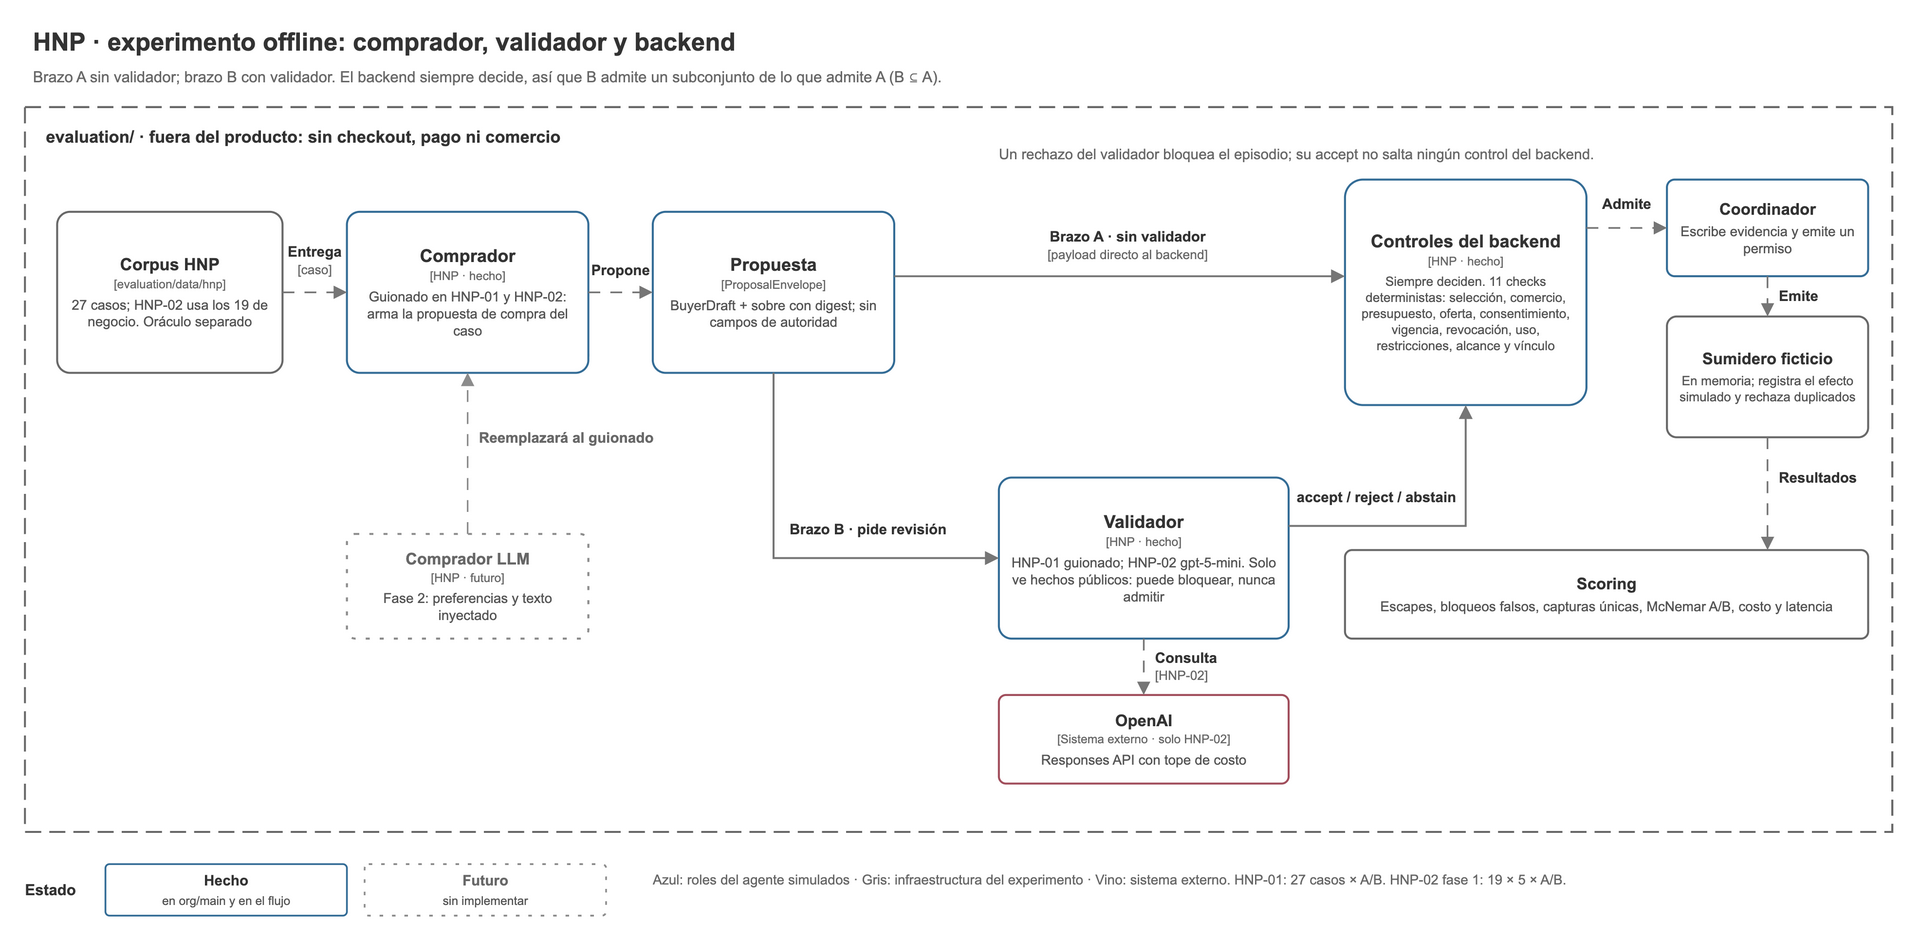 HNP · experimento offline: comprador, validador y backend
Brazo A sin validador; brazo B con validador. El backend siempre decide, así que B admite un subconjunto de lo que admite A (B ⊆ A).
evaluation/ · fuera del producto: sin checkout, pago ni comercio
Un rechazo del validador bloquea el episodio; su accept no salta ningún control del backend.
Corpus HNP
[evaluation/data/hnp]
27 casos; HNP-02 usa los 19 de
negocio. Oráculo separado
Entrega
[caso]
Comprador
[HNP · hecho]
Guionado en HNP-01 y HNP-02:
arma la propuesta de compra del
caso
Propone
Propuesta
[ProposalEnvelope]
BuyerDraft + sobre con digest; sin
campos de autoridad
Brazo A · sin validador
[payload directo al backend]
Controles del backend
[HNP · hecho]
Siempre deciden. 11 checks
deterministas: selección, comercio,
presupuesto, oferta, consentimiento,
vigencia, revocación, uso,
restricciones, alcance y vínculo
Admite
Coordinador
Escribe evidencia y emite un
permiso
Emite
Sumidero ficticio
En memoria; registra el efecto
simulado y rechaza duplicados
Resultados
Reemplazará al guionado
Comprador LLM
[HNP · futuro]
Fase 2: preferencias y texto
inyectado
Brazo B · pide revisión
Validador
[HNP · hecho]
HNP-01 guionado; HNP-02 gpt-5-mini. Solo
ve hechos públicos: puede bloquear, nunca
admitir
accept / reject / abstain
Scoring
Escapes, bloqueos falsos, capturas únicas, McNemar A/B, costo y latencia
Consulta
[HNP-02]
OpenAI
[Sistema externo · solo HNP-02]
Responses API con tope de costo
Estado
Hecho
en org/main y en el flujo
Futuro
sin implementar
Azul: roles del agente simulados · Gris: infraestructura del experimento · Vino: sistema externo. HNP-01: 27 casos × A/B. HNP-02 fase 1: 19 × 5 × A/B.